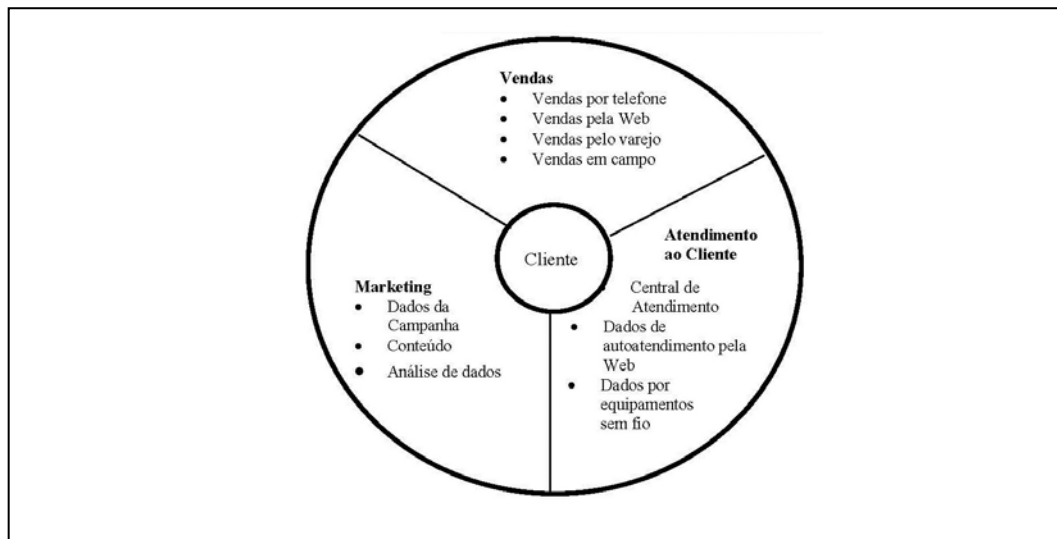 Vendas
• Vendas por telefone
• Vendas pela Web
• Vendas pelo varejo
• Vendas em campo
Cliente
Atendimento
ao Cliente
• Central de
Atendimento
• Dados de
autoatendimento pela
Web
• Dados por
equipamentos
sem fio
Marketing
• Dados da
Campanha
• Conteúdo
• Análise de dados